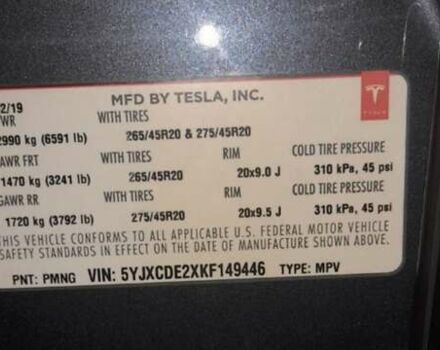 2/19 MFD BY TESLA, INC.
WR WITH TIRES
2990 kg (6591 lb) 265/45R20 & 275/45R20
TESLA
GAWR FRT WITH TIRES RIM COLD TIRE PRESSURE
1470 kg (3241 lb) 265/45R20 20x9.0 J 310 kPa, 45 psi
GAWR RR WITH TIRES RIM COLD TIRE PRESSURE
1720 kg (3792 lb) 275/45R20 20x9.5 J 310 kPa, 45 psi
THIS VEHICLE CONFORMS TO ALL APPLICABLE U.S. FEDERAL MOTOR VEHICLE
SAFETY STANDARDS IN EFFECT ON THE DATE OF MANUFACTURE SHOWN ABOVE.
PNT: PMNG VIN: 5YJXCDE2XKF149446 TYPE: MPV